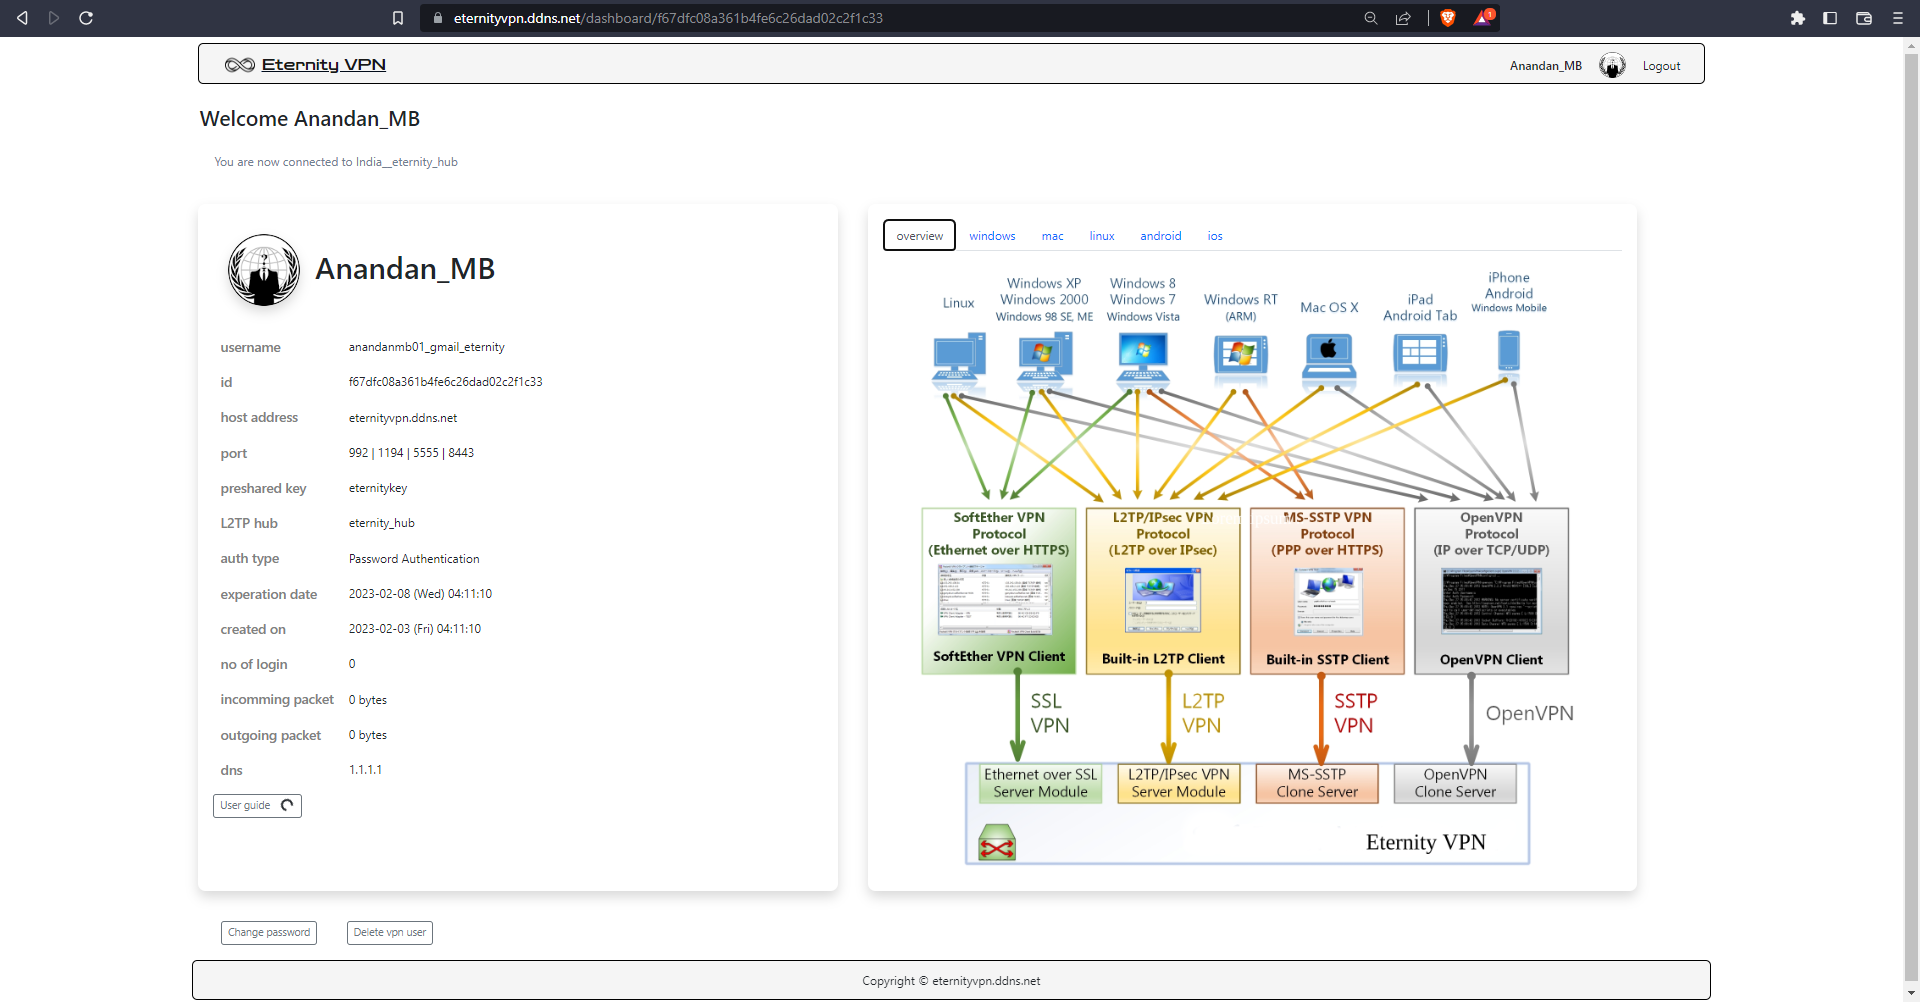 eternityvpn.ddns.net/dashboard/f67dfc08a361b4fe6c26dad02c2f1c33
1
Eternity VPN
Anandan_MB
Logout
Welcome Anandan_MB
You are now connected to India__eternity_hub
Anandan_MB
username anandanmb01_gmail_eternity
id f67dfc08a361b4fe6c26dad02c2f1c33
host address eternityvpn.ddns.net
port 992 | 1194 | 5555 | 8443
preshared key eternitykey
L2TP hub eternity_hub
auth type Password Authentication
experation date 2023-02-08 (Wed) 04:11:10
created on 2023-02-03 (Fri) 04:11:10
no of login 0
incomming packet 0 bytes
outgoing packet 0 bytes
dns 1.1.1.1
User guide
overview windows mac linux android ios
Linux
Windows XP
Windows 2000
Windows 98 SE, ME
Windows 8
Windows 7
Windows Vista
Windows RT
(ARM)
Mac OS X
iPad
Android Tab
iPhone
Android
Windows Mobile
SoftEther VPN
Protocol
(Ethernet over HTTPS)
SoftEther VPN Client
L2TP/IPsec VPN
Protocol
(L2TP over IPsec)
Built-in L2TP Client
MS-SSTP VPN
Protocol
(PPP over HTTPS)
Built-in SSTP Client
OpenVPN
Protocol
(IP over TCP/UDP)
OpenVPN Client
SSL
VPN
L2TP
VPN
SSTP
VPN
OpenVPN
Ethernet over SSL
Server Module
L2TP/IPsec VPN
Server Module
MS-SSTP
Clone Server
OpenVPN
Clone Server
Eternity VPN
Change password
Delete vpn user
Copyright © eternityvpn.ddns.net